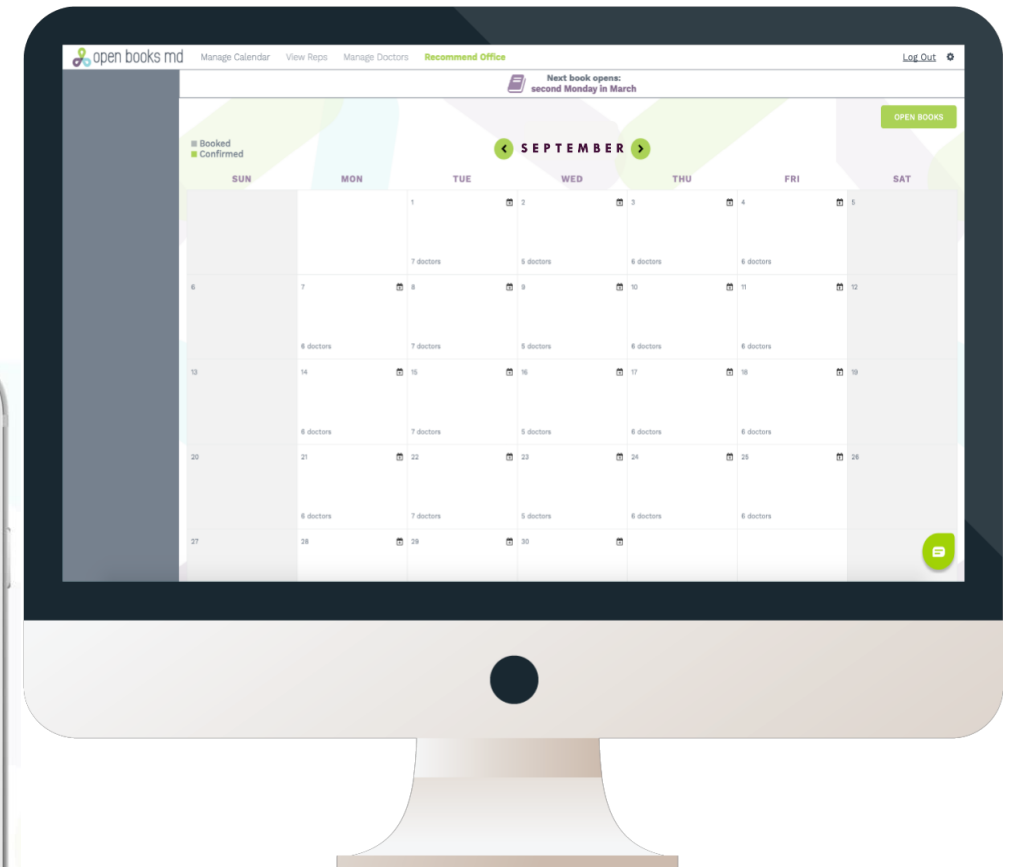 open books md Manage Calendar View Reps Manage Doctors Recommend Office Log Out
Next book opens:
second Monday in March
OPEN BOOKS
Booked
Confirmed
SEPTEMBER
SUN MON TUE WED THU FRI SAT
1 2 3 4 5
7 doctors 5 doctors 6 doctors 6 doctors
6 7 8 9 10 11 12
6 doctors 7 doctors 5 doctors 6 doctors 6 doctors
13 14 15 16 17 18 19
6 doctors 7 doctors 5 doctors 6 doctors 6 doctors
20 21 22 23 24 25 26
6 doctors 7 doctors 5 doctors 6 doctors 6 doctors
27 28 29 30